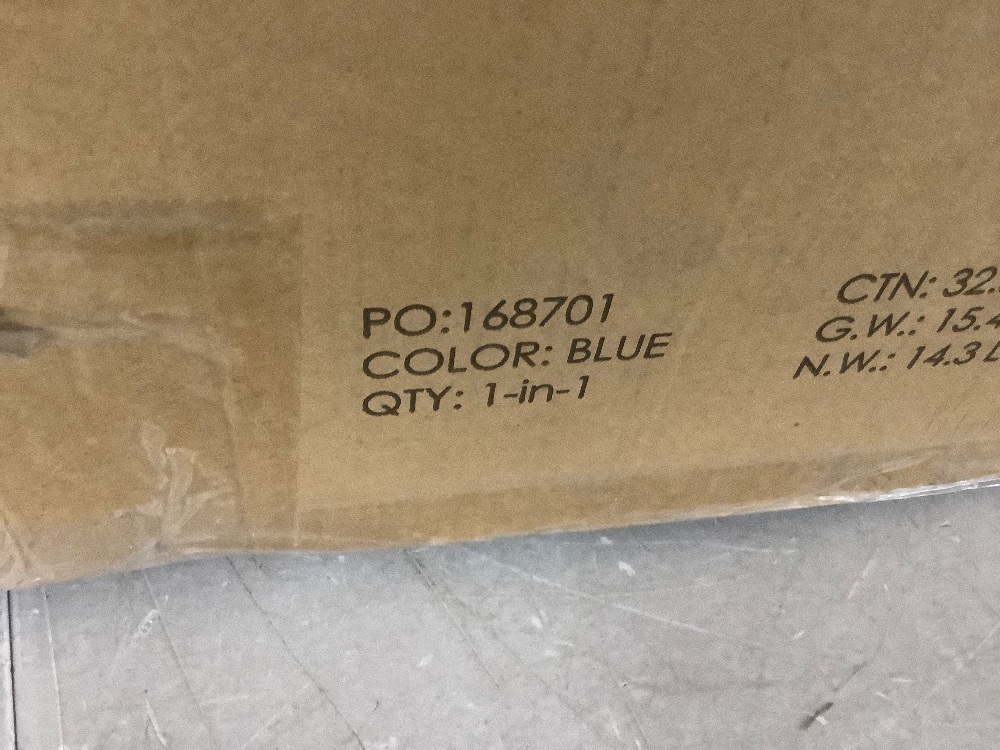 PO:168701
COLOR: BLUE
QTY: 1-in-1
CTN: 32.
G.W.: 15.4
N.W.: 14.3